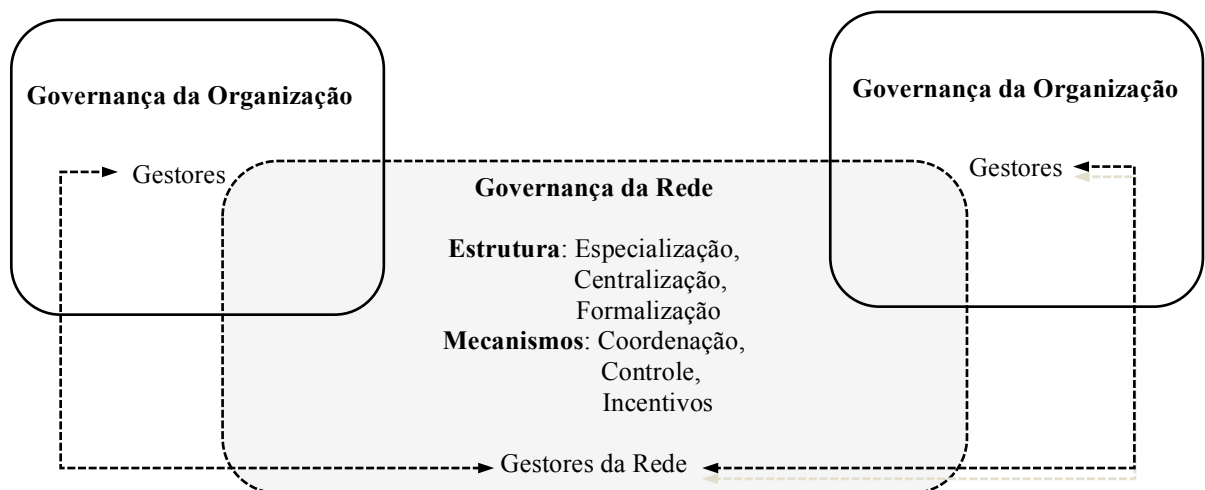 Governança da Organização
Governança da Organização
Gestores
Gestores
Governança da Rede
Estrutura: Especialização,
Centralização,
Formalização
Mecanismos: Coordenação,
Controle,
Incentivos
Gestores da Rede